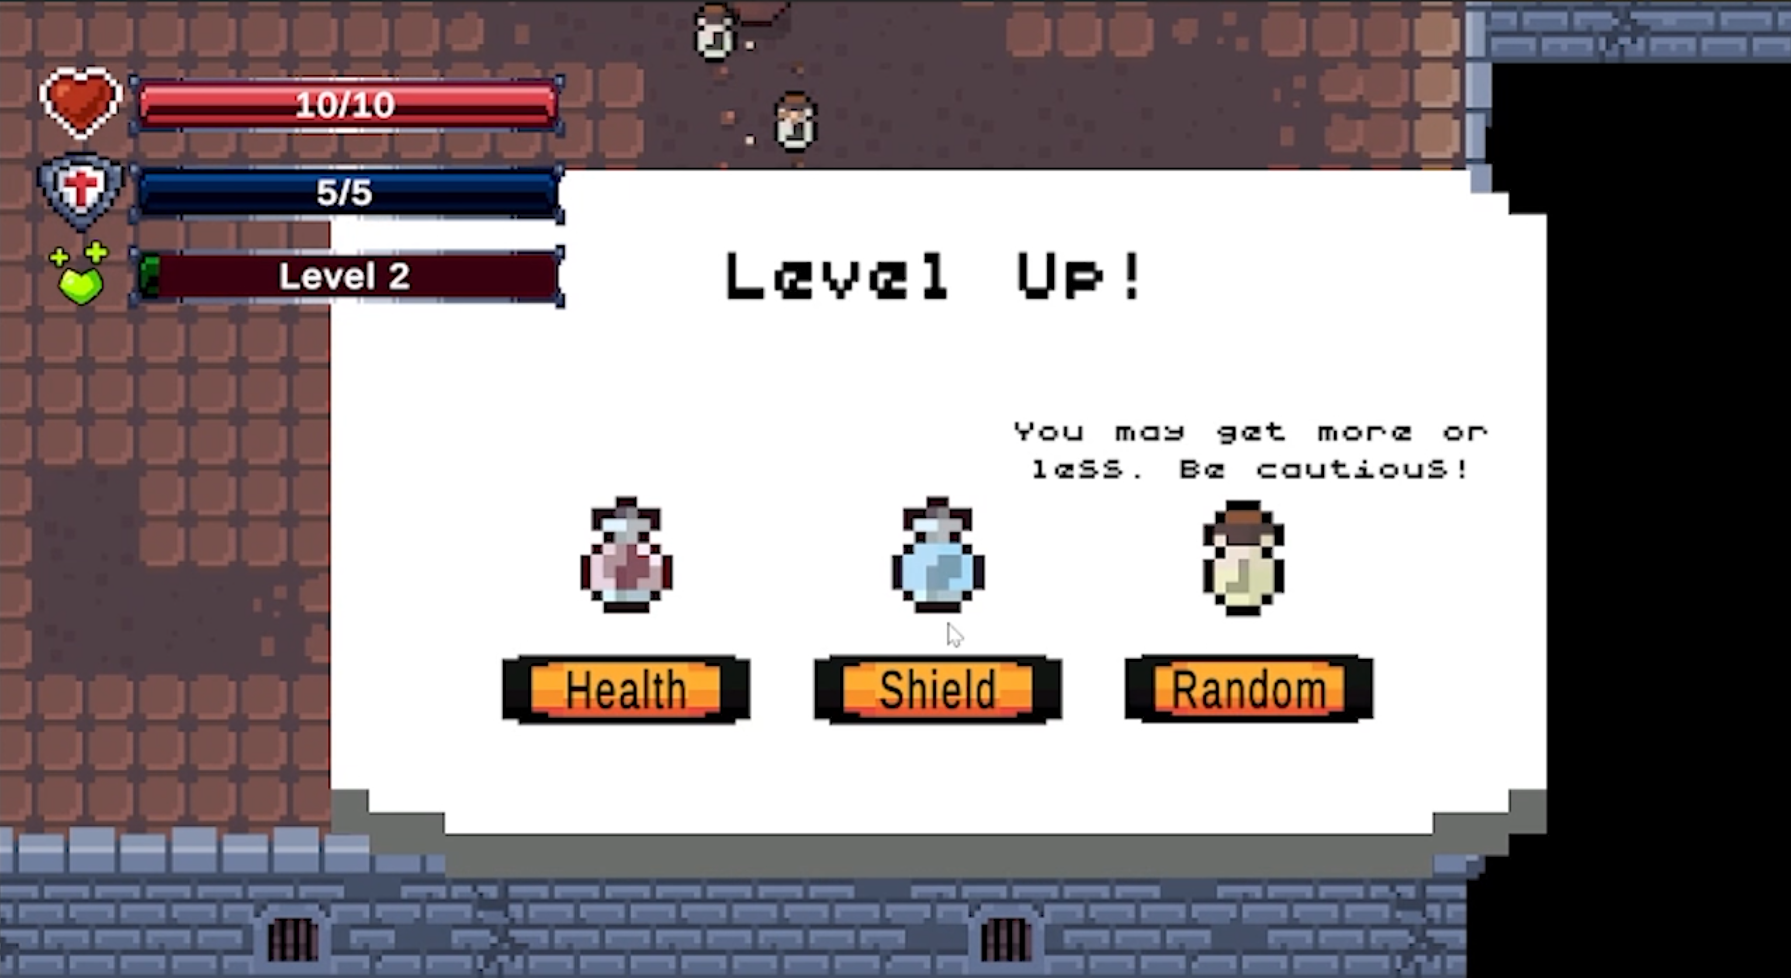 10/10
5/5
Level 2
Level Up!
You may get more or
less. Be cautious!
Health
Shield
Random